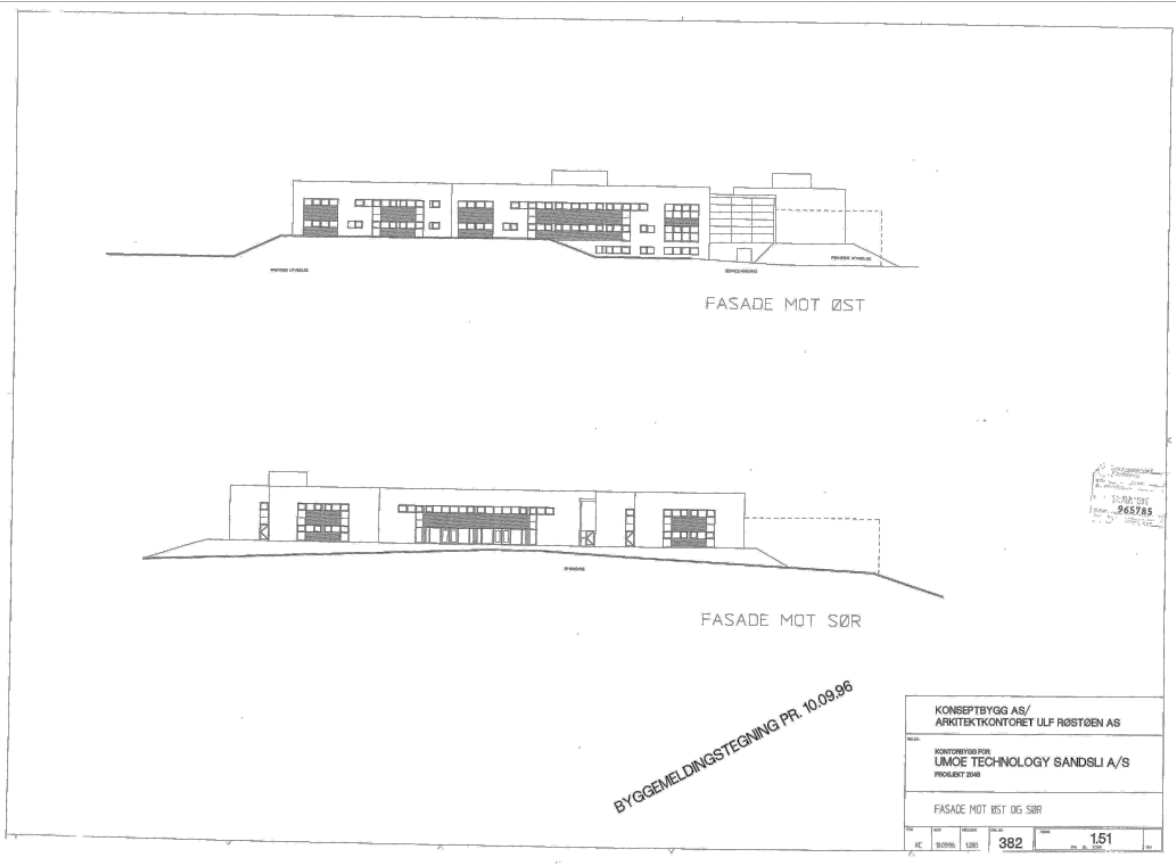 FASADE MOT ØST
FASADE MOT SØR
BYGGEMELDINGSTEGNING PR. 10.09.96
965785
KONSEPTBYGG AS/
ARKITEKTKONTORET ULF RØSTØEN AS
KONTORBYGG FOR
UMOE TECHNOLOGY SANDSLI A/S
PROSJEKT 2048
FASADE MOT ØST OG SØR
382
1.51